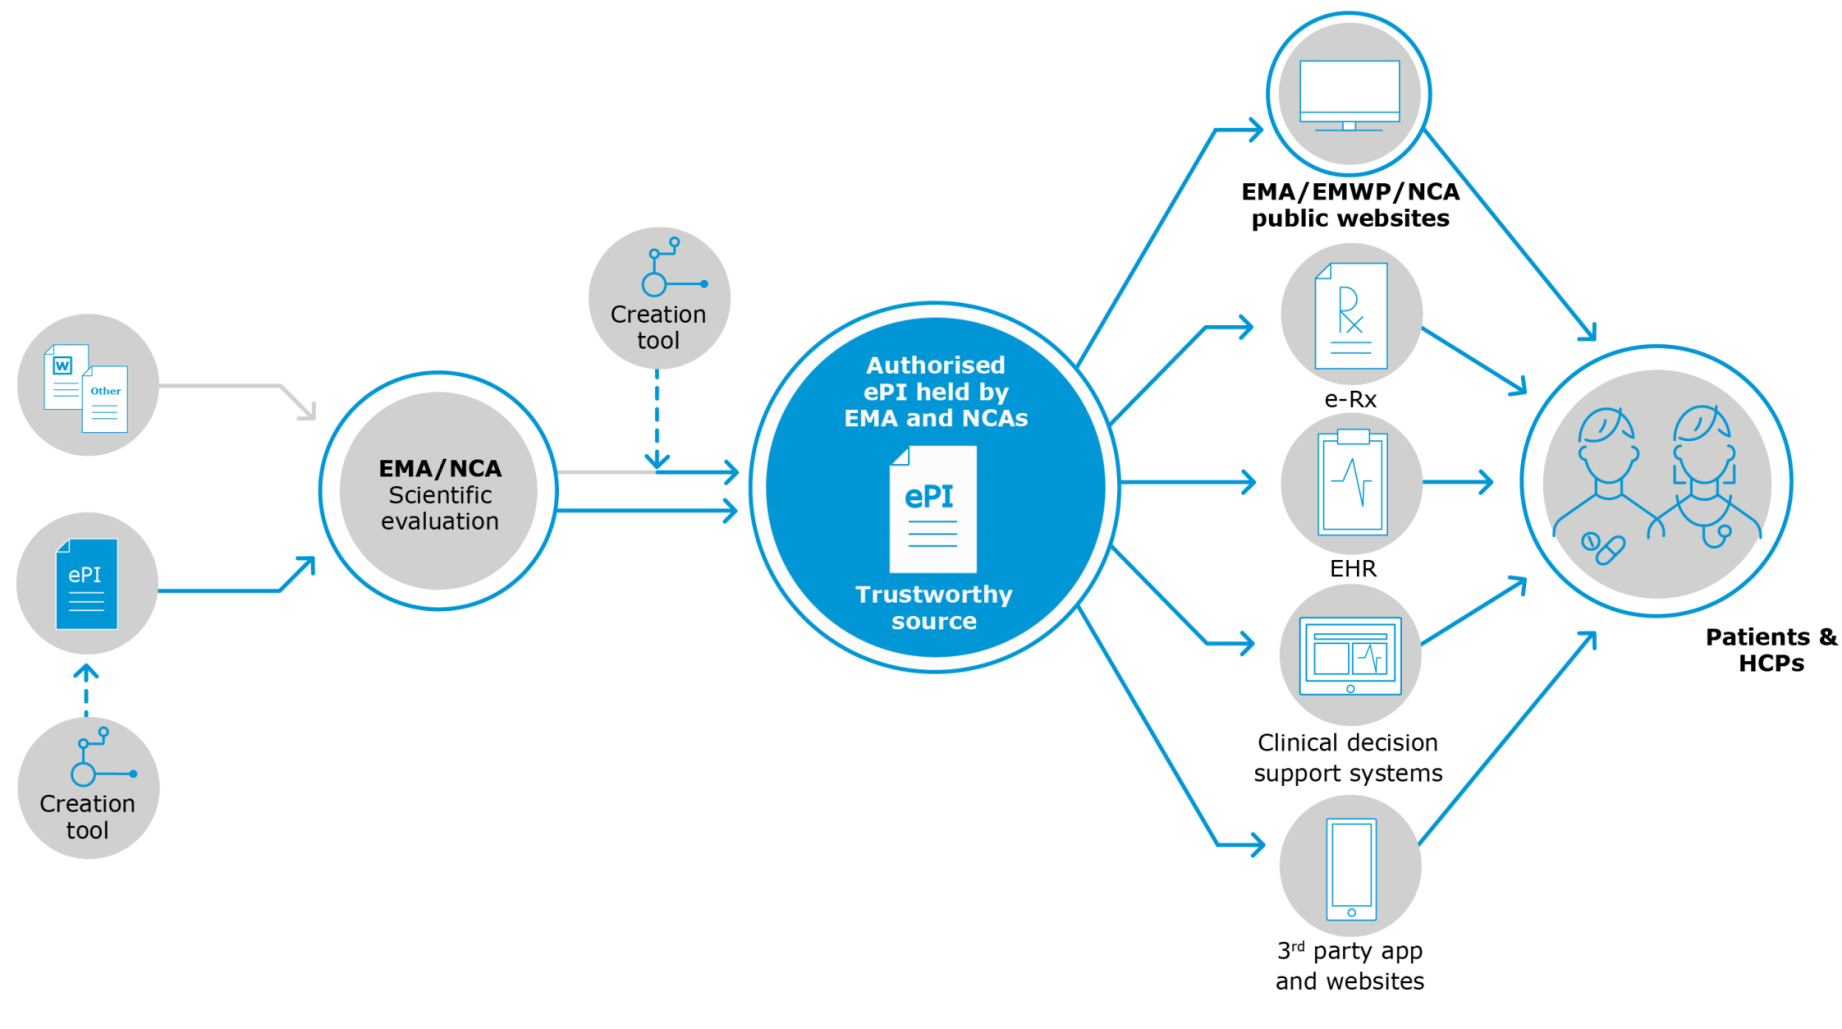 W
Other
ePI
Creation
tool
EMA/NCA
Scientific
evaluation
Creation
tool
Authorised
ePI held by
EMA and NCAs
ePI
Trustworthy
source
EMA/EMWP/NCA
public websites
Rx
e-Rx
EHR
Clinical decision
support systems
3rd party app
and websites
Patients &
HCPs